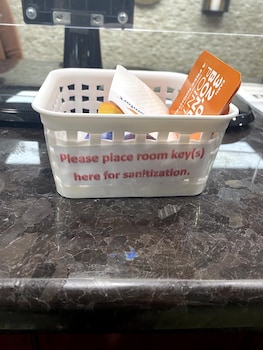 Please place room key(s)
here for sanitization.